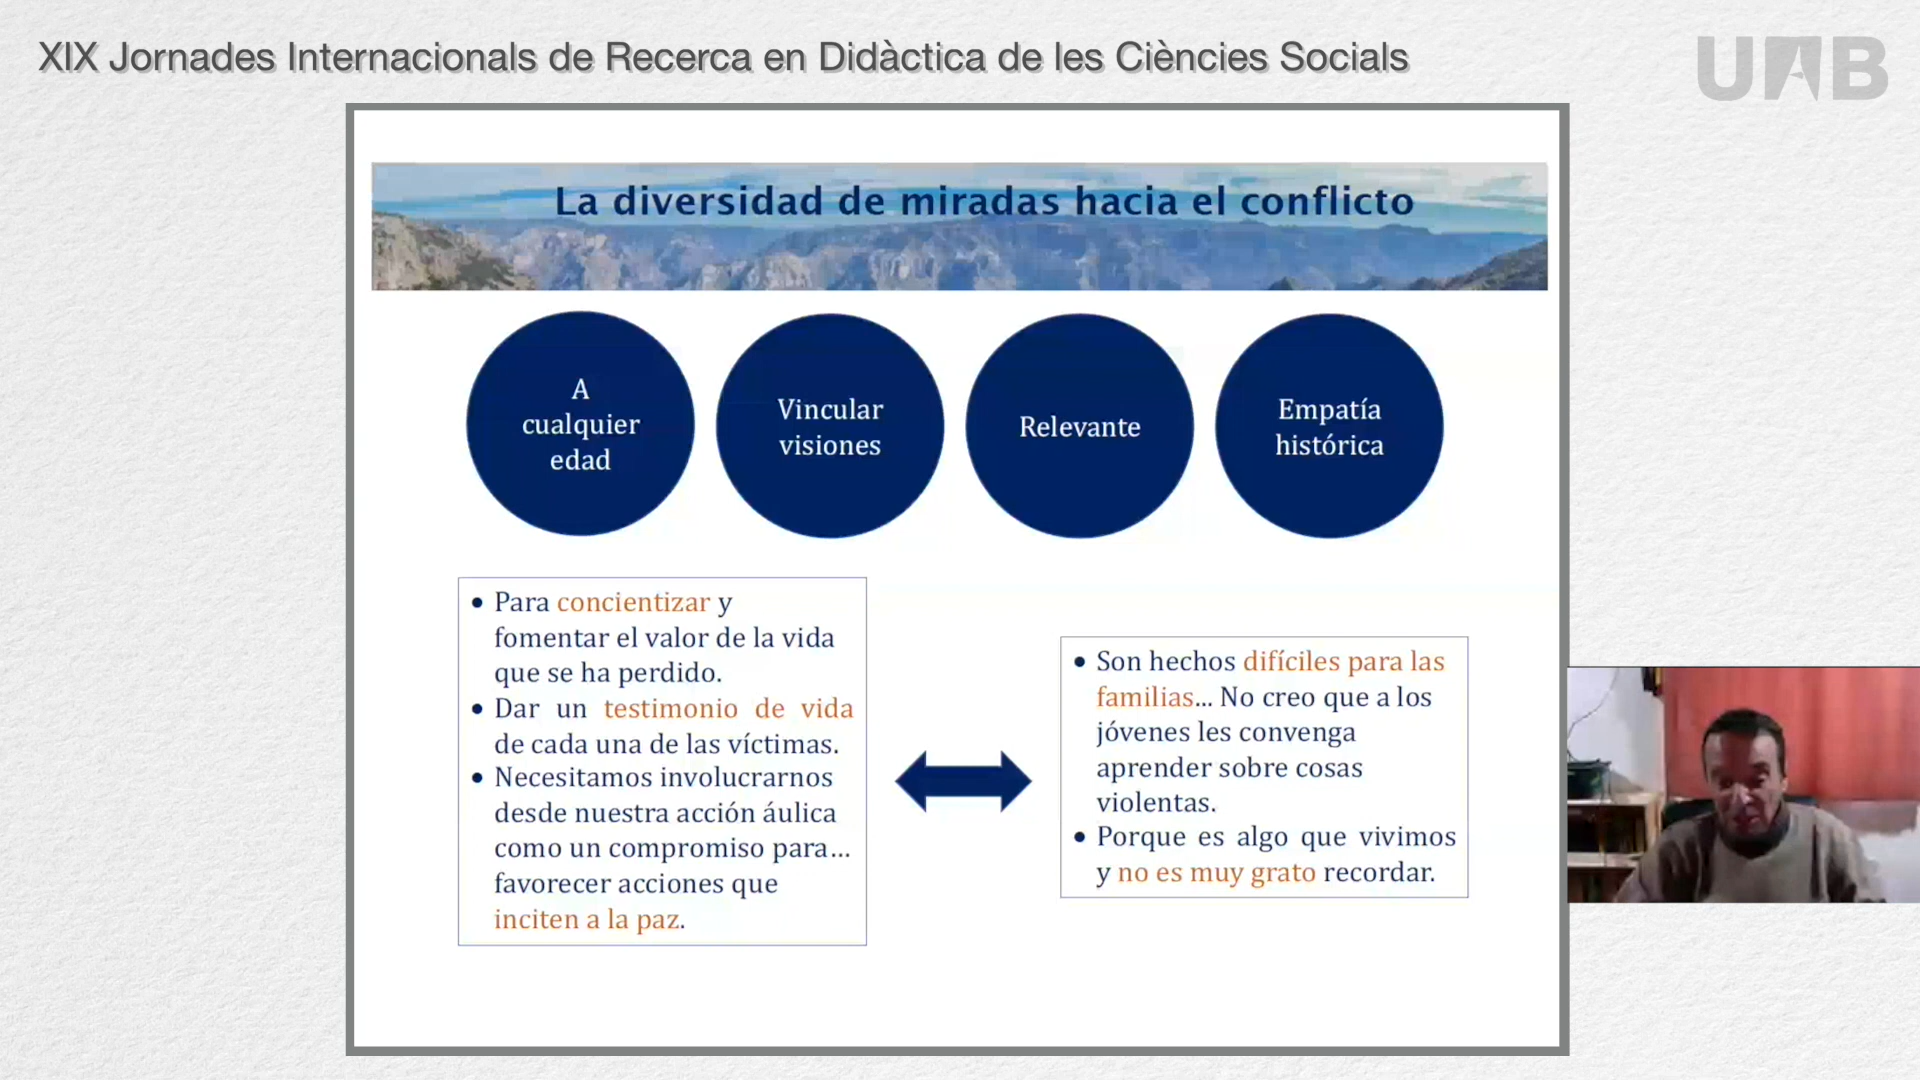 XIX Jornades Internacionals de Recerca en Didàctica de les Ciències Socials
UAB
La diversidad de miradas hacia el conflicto
A
cualquier
edad
Vincular
visiones
Relevante
Empatía
histórica
• Para concientizar y
fomentar el valor de la vida
que se ha perdido.
• Dar un testimonio de vida
de cada una de las víctimas.
• Necesitamos involucrarnos
desde nuestra acción áulica
como un compromiso para...
favorecer acciones que
inciten a la paz.
• Son hechos difíciles para las
familias... No creo que a los
jóvenes les convenga
aprender sobre cosas
violentas.
• Porque es algo que vivimos
y no es muy grato recordar.